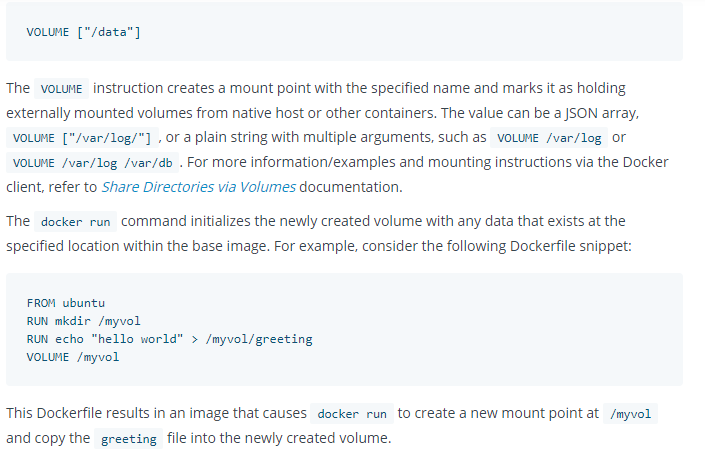 VOLUME ["/data"]
The VOLUME instruction creates a mount point with the specified name and marks it as holding
externally mounted volumes from native host or other containers. The value can be a JSON array,
VOLUME ["/var/log/"] , or a plain string with multiple arguments, such as VOLUME /var/log or
VOLUME /var/log /var/db . For more information/examples and mounting instructions via the Docker
client, refer to Share Directories via Volumes documentation.
The docker run command initializes the newly created volume with any data that exists at the
specified location within the base image. For example, consider the following Dockerfile snippet:
FROM ubuntu
RUN mkdir /myvol
RUN echo "hello world" > /myvol/greeting
VOLUME /myvol
This Dockerfile results in an image that causes docker run to create a new mount point at /myvol
and copy the greeting file into the newly created volume.